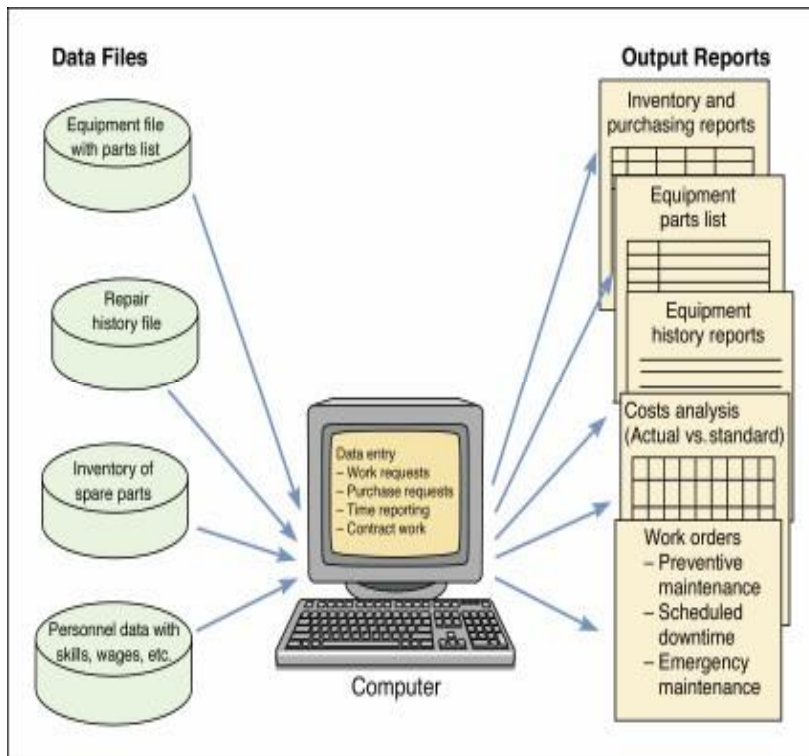 Data Files
Equipment file
with parts list
Repair
history file
Inventory of
spare parts
Personnel data with
skills, wages, etc.
Data entry
– Work requests
– Purchase requests
– Time reporting
– Contract work
Computer
Output Reports
Inventory and
purchasing reports
Equipment
parts list
Equipment
history reports
Costs analysis
(Actual vs. standard)
Work orders
– Preventive
maintenance
– Scheduled
downtime
– Emergency
maintenance